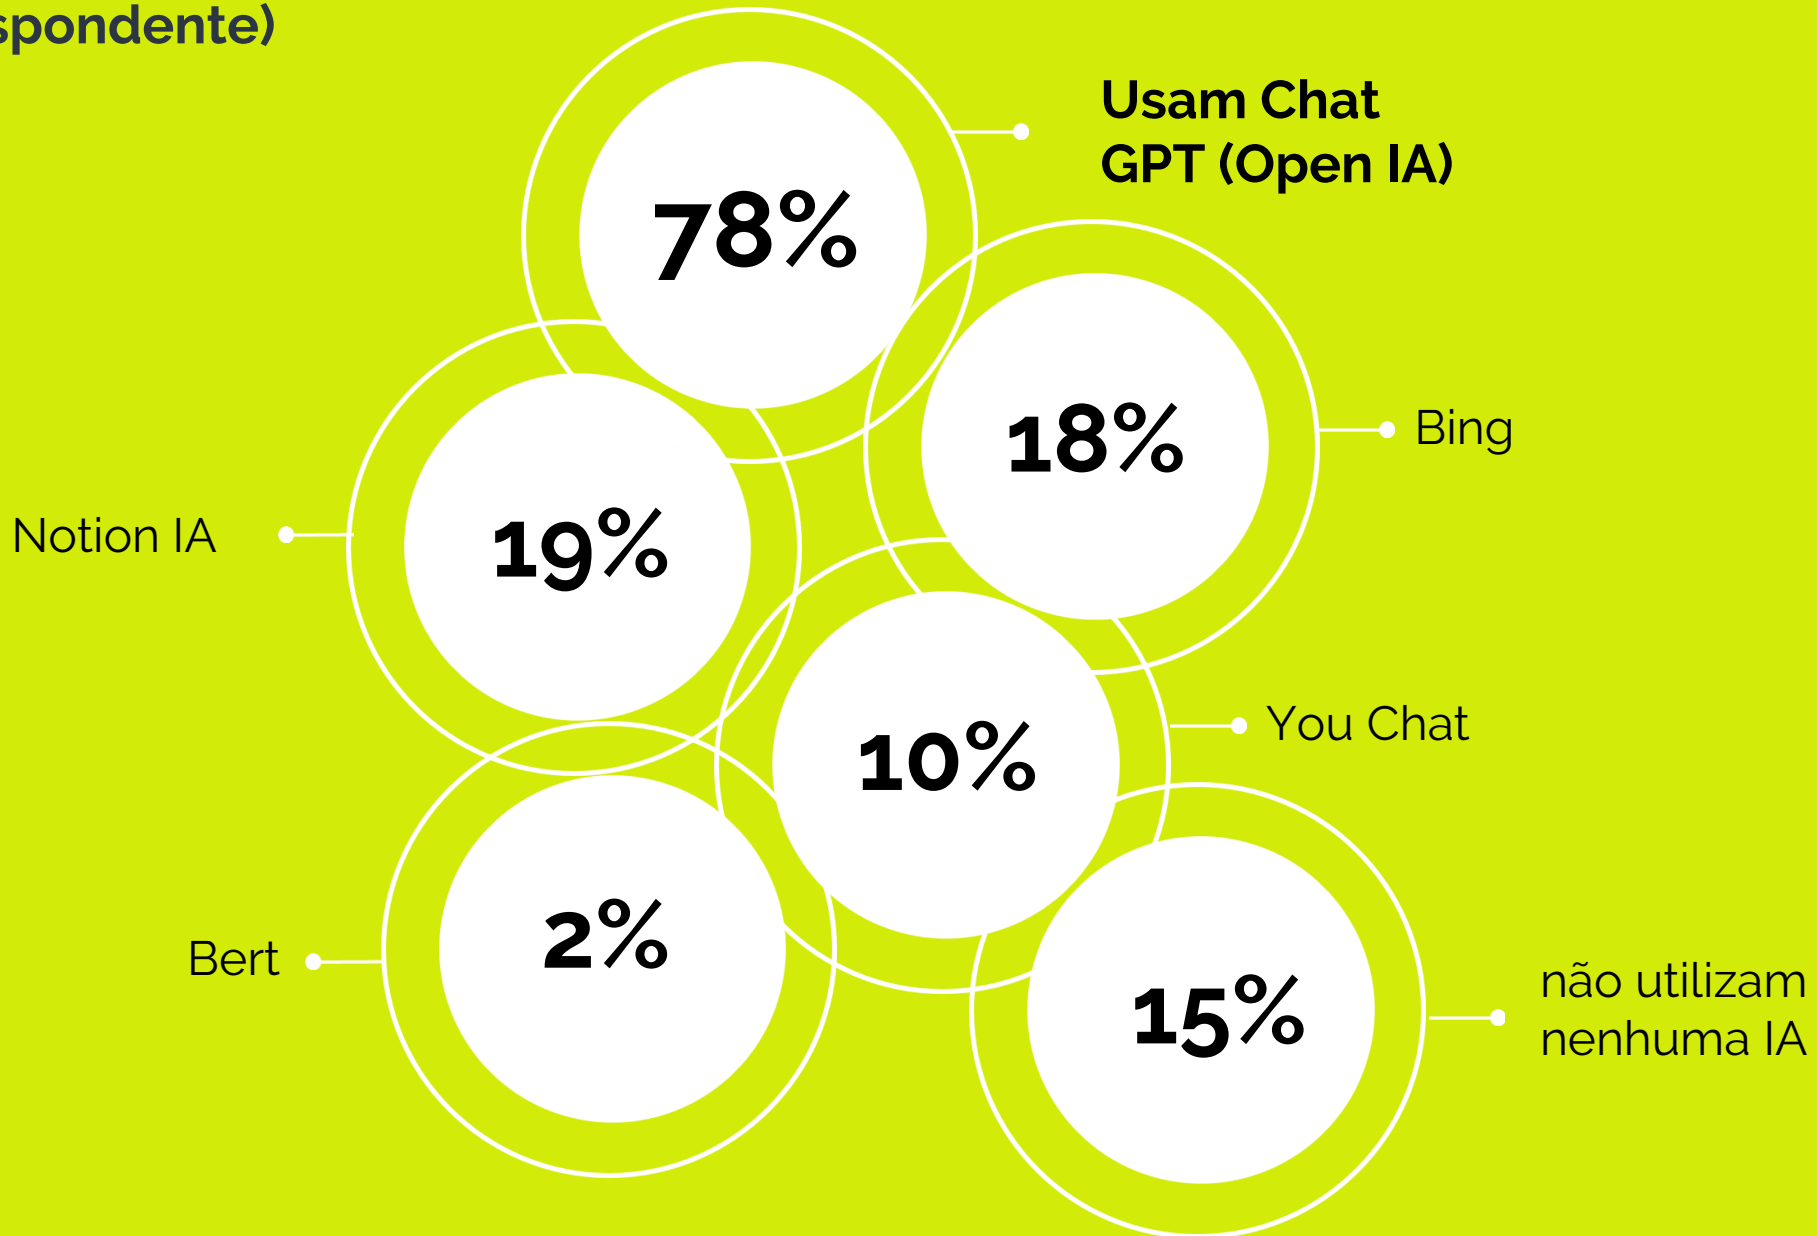 spondente)
Usam Chat
GPT (Open IA)
78%
18%
Bing
Notion IA
19%
10%
You Chat
2%
Bert
15%
não utilizam
nenhuma IA